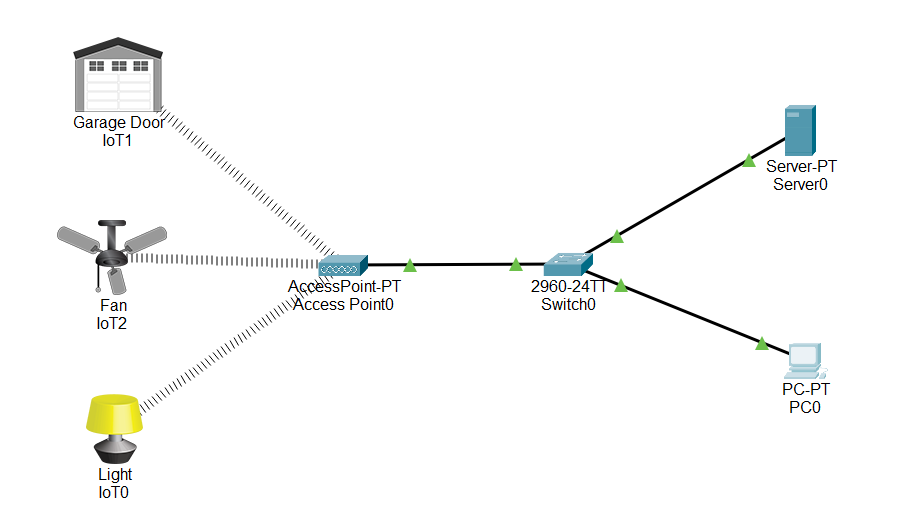 Garage Door
IoT1
Server-PT
Server0
Fan
IoT2
AccessPoint-PT
Access Point0
2960-24TT
Switch0
PC-PT
PC0
Light
IoT0